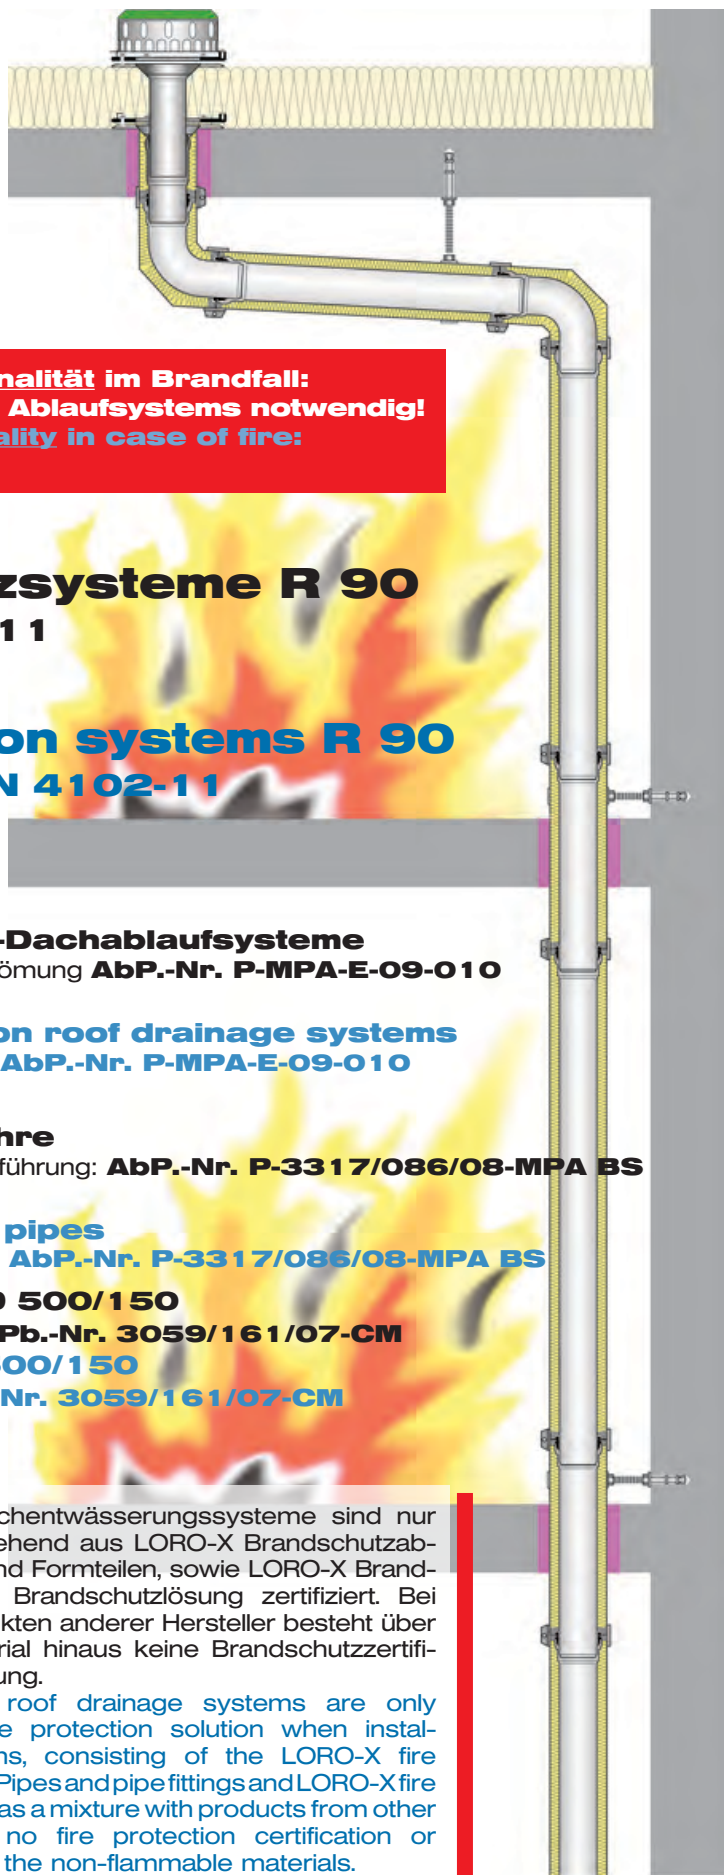 nalität im Brandfall:
Ablaufsystems notwendig!
ality in case of fire:
zsysteme R 90
11
on systems R 90
N 4102-11
-Dachablaufsysteme
ömung AbP.-Nr. P-MPA-E-09-010
on roof drainage systems
AbP.-Nr. P-MPA-E-09-010
hre
führung: AbP.-Nr. P-3317/086/08-MPA BS
pipes
AbP.-Nr. P-3317/086/08-MPA BS
0 500/150
Pb.-Nr. 3059/161/07-CM
500/150
Nr. 3059/161/07-CM
chentwässerungssysteme sind nur
ehend aus LORO-X Brandschutzab-
nd Formteilen, sowie LORO-X Brand-
Brandschutzlösung zertifiziert. Bei
kten anderer Hersteller besteht über
rial hinaus keine Brandschutzzertifi-
ung.
roof drainage systems are only
e protection solution when instal-
ns, consisting of the LORO-X fire
Pipes and pipe fittings and LORO-X fire
as a mixture with products from other
no fire protection certification or
the non-flammable materials.